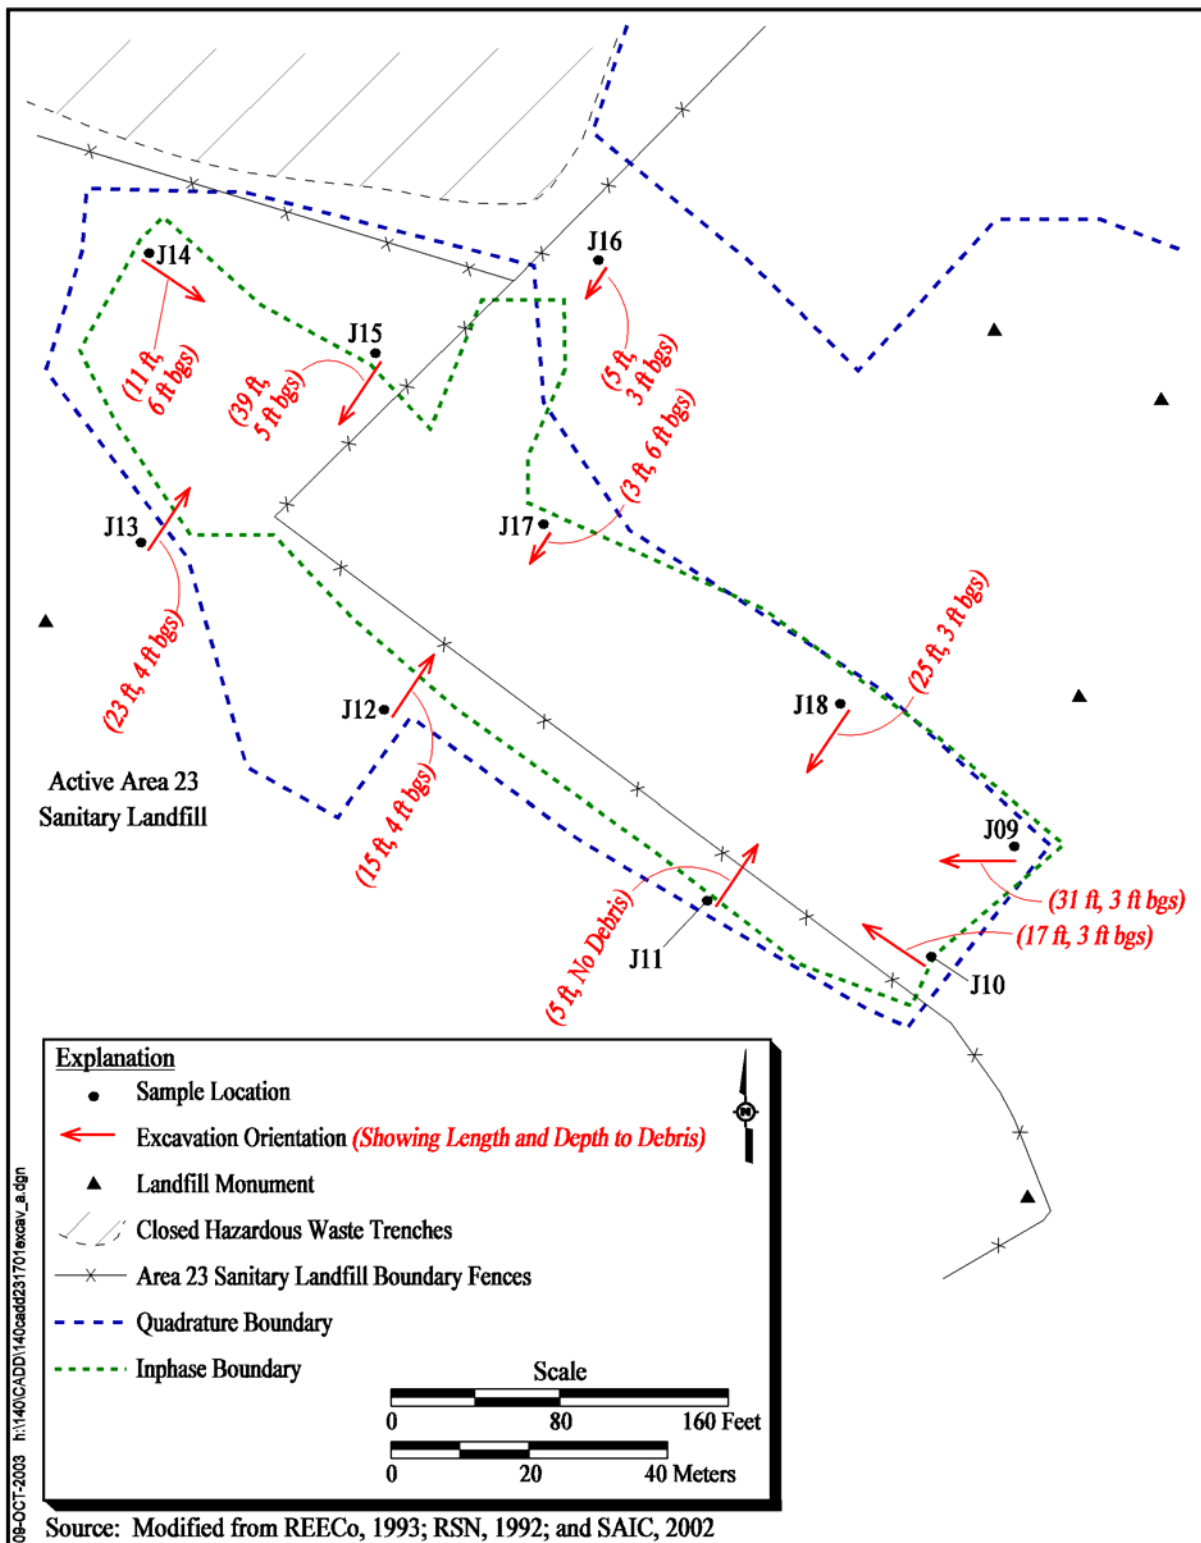 J14
J16
J15
(11 ft,
6 ft bgs)
(39 ft,
5 ft bgs)
(5 ft,
3 ft bgs)
(3 ft, 6 ft bgs)
J13
J17
(23 ft, 4 ft bgs)
(25 ft, 3 ft bgs)
J12
J18
Active Area 23
Sanitary Landfill
(15 ft, 4 ft bgs)
J09
(31 ft, 3 ft bgs)
(17 ft, 3 ft bgs)
(5 ft, No Debris)
J11
J10
Explanation
Sample Location
Excavation Orientation (Showing Length and Depth to Debris)
N
Landfill Monument
Closed Hazardous Waste Trenches
Area 23 Sanitary Landfill Boundary Fences
Quadrature Boundary
Inphase Boundary
Scale
0 80 160 Feet
0 20 40 Meters
09-OCT-2003 h:\140\CADD\140cadd231701excav_a.dgn
Source: Modified from REECo, 1993; RSN, 1992; and SAIC, 2002